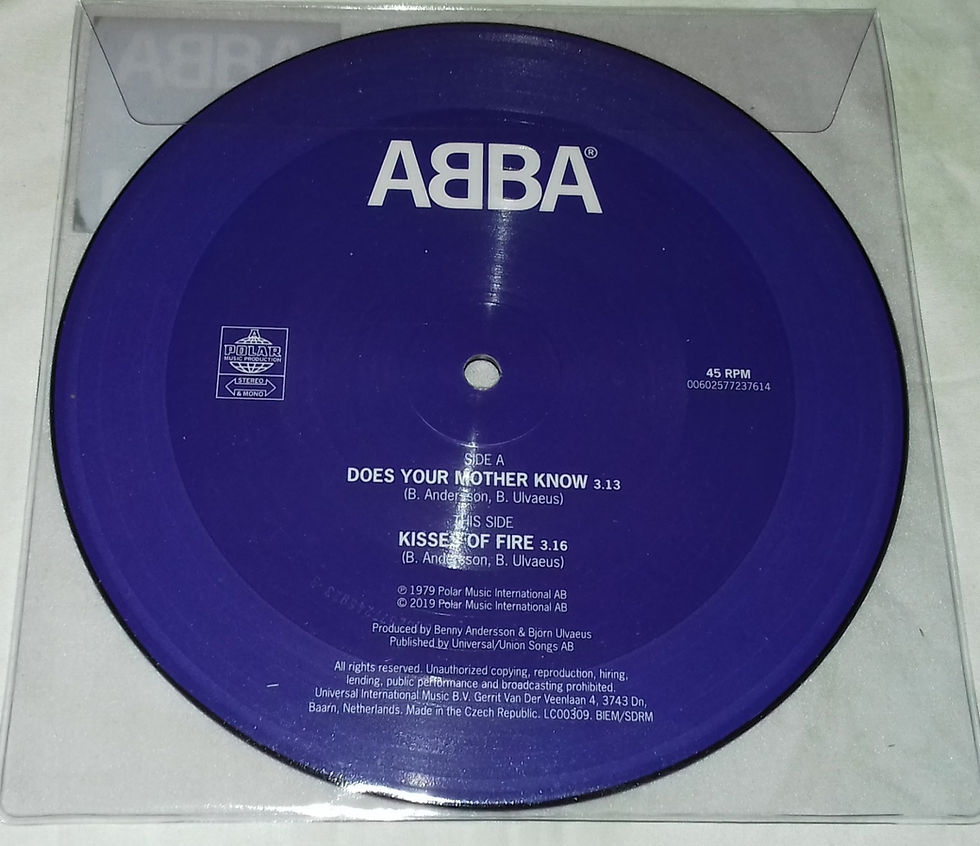 ABBA
ABBA®
A
POLAR
MUSIC PRODUCTION
STEREO
& MONO
45 RPM
00602577237614
SIDE A
DOES YOUR MOTHER KNOW 3.13
(B. Andersson, B. Ulvaeus)
THIS SIDE
KISSES OF FIRE 3.16
(B. Andersson, B. Ulvaeus)
℗ 1979 Polar Music International AB
© 2019 Polar Music International AB
Produced by Benny Andersson & Björn Ulvaeus
Published by Universal/Union Songs AB
All rights reserved. Unauthorized copying, reproduction, hiring,
lending, public performance and broadcasting prohibited.
Universal International Music B.V. Gerrit Van Der Veenlaan 4, 3743 Dn,
Baarn, Netherlands. Made in the Czech Republic. LC00309. BIEM/SDRM